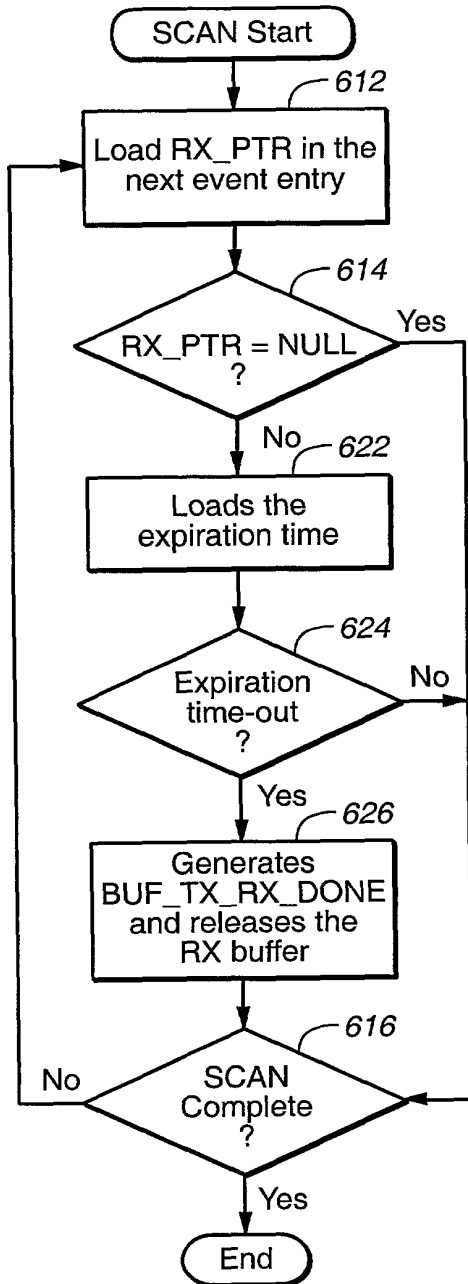 SCAN Start
612
Load RX_PTR in the
next event entry
614
RX_PTR = NULL
?
Yes
No
622
Loads the
expiration time
624
Expiration
time-out
?
No
Yes
626
Generates
BUF_TX_RX_DONE
and releases the
RX buffer
616
No
SCAN
Complete
?
Yes
End